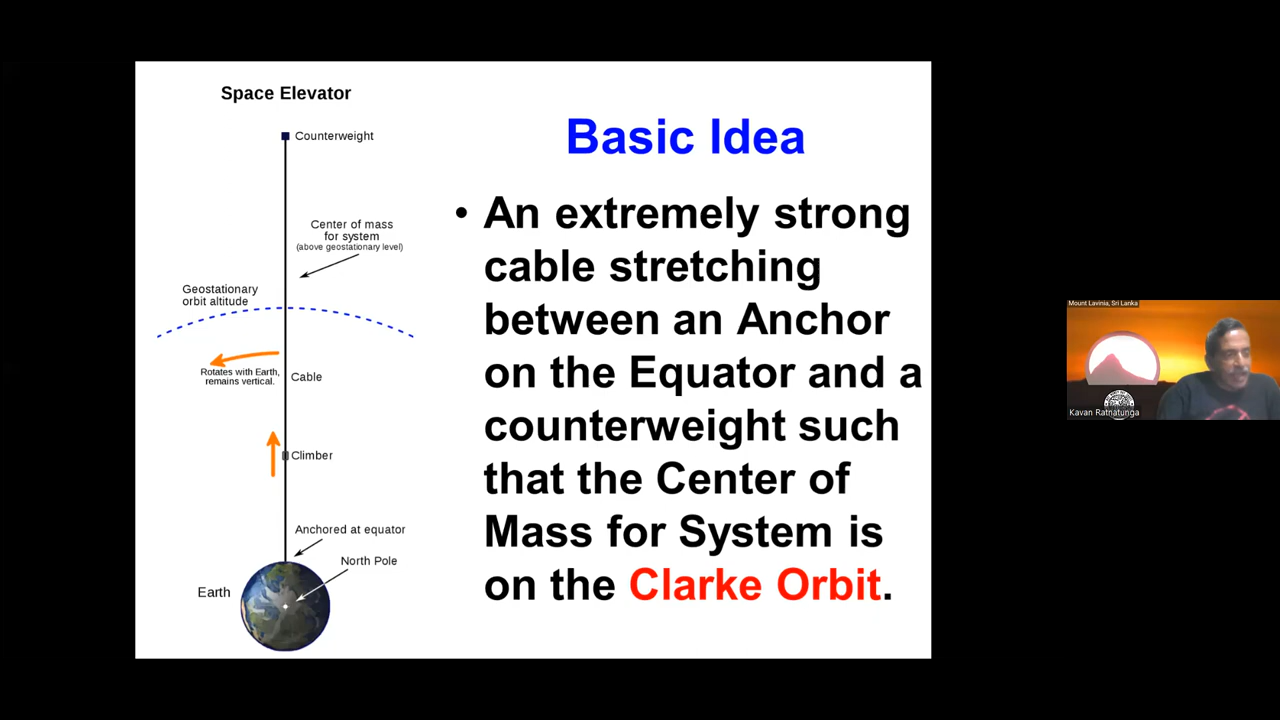 Space Elevator
Counterweight
Center of mass
for system
(above geostationary level)
Geostationary
orbit altitude
Rotates with Earth,
remains vertical.
Cable
Climber
Anchored at equator
North Pole
Earth
Basic Idea
• An extremely strong
cable stretching
between an Anchor
on the Equator and a
counterweight such
that the Center of
Mass for System is
on the Clarke Orbit.
Mount Lavinia, Sri Lanka
Kavan Ratnatunga